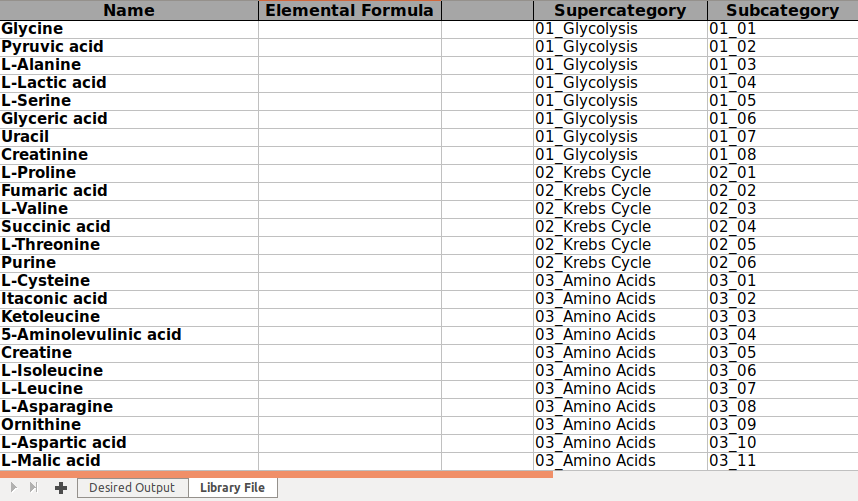 Name Elemental Formula Supercategory Subcategory
Glycine 01_Glycolysis 01_01
Pyruvic acid 01_Glycolysis 01_02
L-Alanine 01_Glycolysis 01_03
L-Lactic acid 01_Glycolysis 01_04
L-Serine 01_Glycolysis 01_05
Glyceric acid 01_Glycolysis 01_06
Uracil 01_Glycolysis 01_07
Creatinine 01_Glycolysis 01_08
L-Proline 02_Krebs Cycle 02_01
Fumaric acid 02_Krebs Cycle 02_02
L-Valine 02_Krebs Cycle 02_03
Succinic acid 02_Krebs Cycle 02_04
L-Threonine 02_Krebs Cycle 02_05
Purine 02_Krebs Cycle 02_06
L-Cysteine 03_Amino Acids 03_01
Itaconic acid 03_Amino Acids 03_02
Ketoleucine 03_Amino Acids 03_03
5-Aminolevulinic acid 03_Amino Acids 03_04
Creatine 03_Amino Acids 03_05
L-Isoleucine 03_Amino Acids 03_06
L-Leucine 03_Amino Acids 03_07
L-Asparagine 03_Amino Acids 03_08
Ornithine 03_Amino Acids 03_09
L-Aspartic acid 03_Amino Acids 03_10
L-Malic acid 03_Amino Acids 03_11
Desired Output Library File